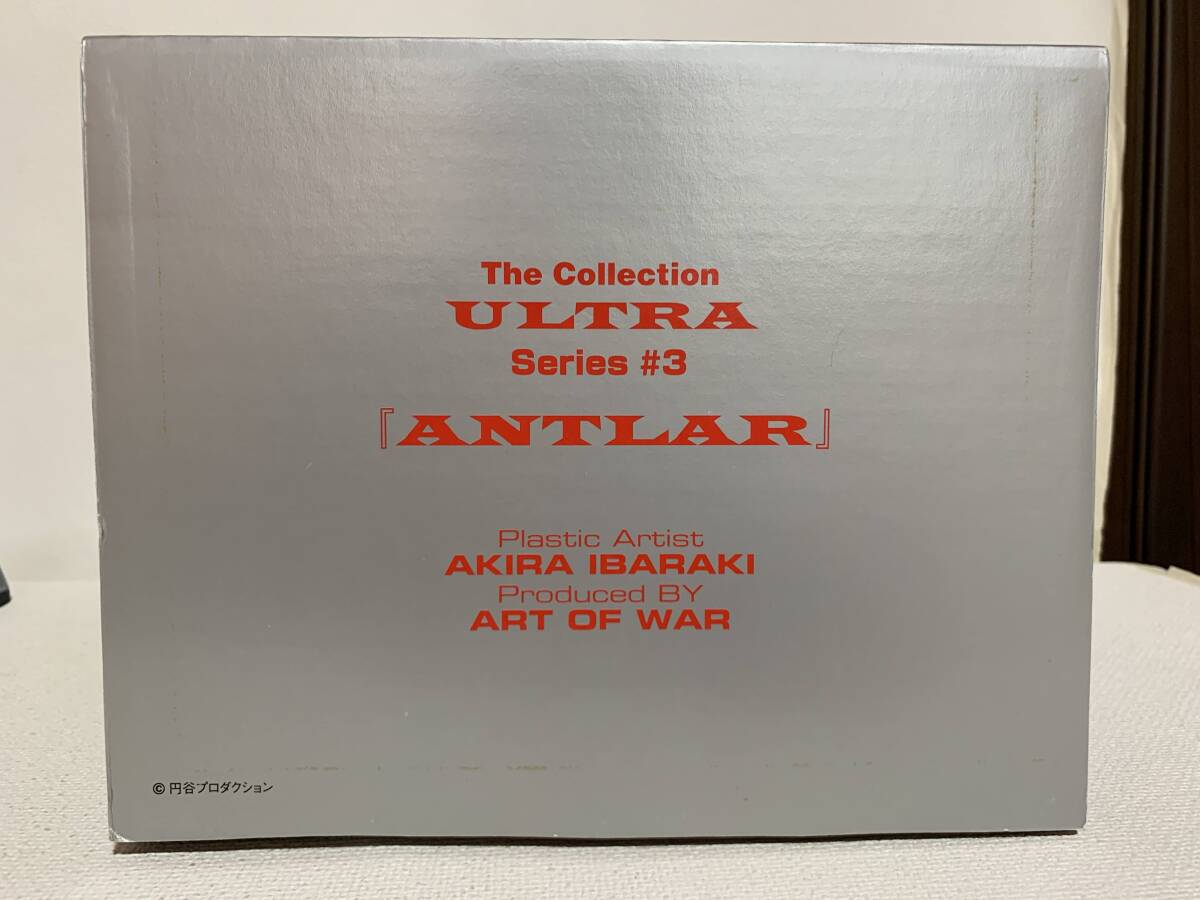 The Collection
ULTRA
Series #3
『ANTLAR』
Plastic Artist
AKIRA IBARAKI
Produced BY
ART OF WAR
© 円谷プロダクション